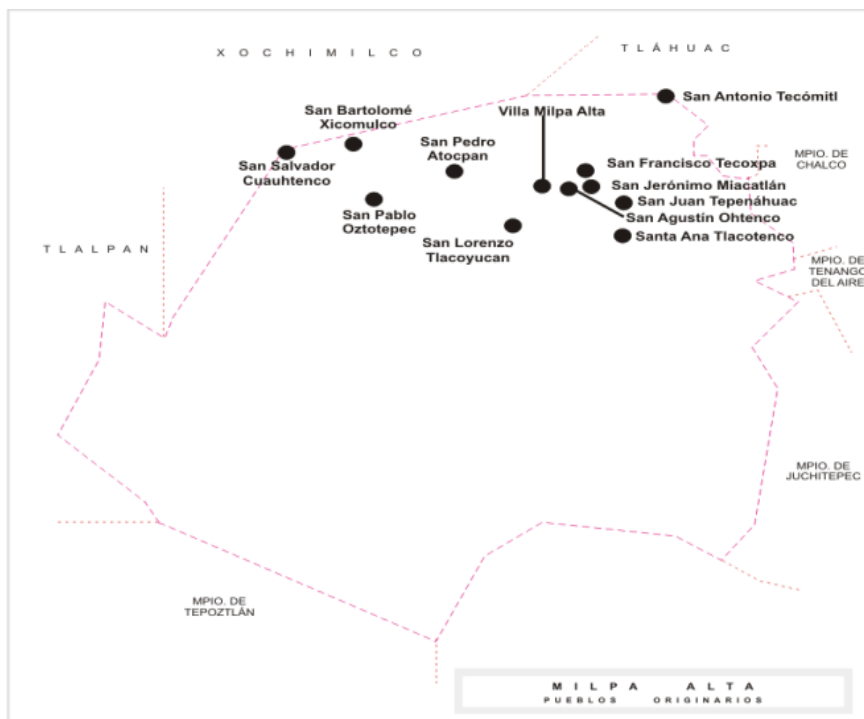 XOCHIMILCO
TLÁHUAC
San Antonio Tecómitl
San Bartolomé
Xicomulco
Villa Milpa Alta
San Pedro
Atocpan
San Salvador
Cuauhtenco
San Francisco Tecoxpa
MPIO. DE
CHALCO
San Jerónimo Miacatlán
San Juan Tepenáhuac
San Pablo
Oztotepec
San Agustín Ohtenco
San Lorenzo
Tlacoyucan
Santa Ana Tlacotenco
TLALPAN
MPIO. DE
TENANGO
DEL AIRE
MPIO. DE
JUCHITEPEC
MPIO. DE
TEPOZTLÁN
MILPA ALTA
PUEBLOS ORIGINARIOS